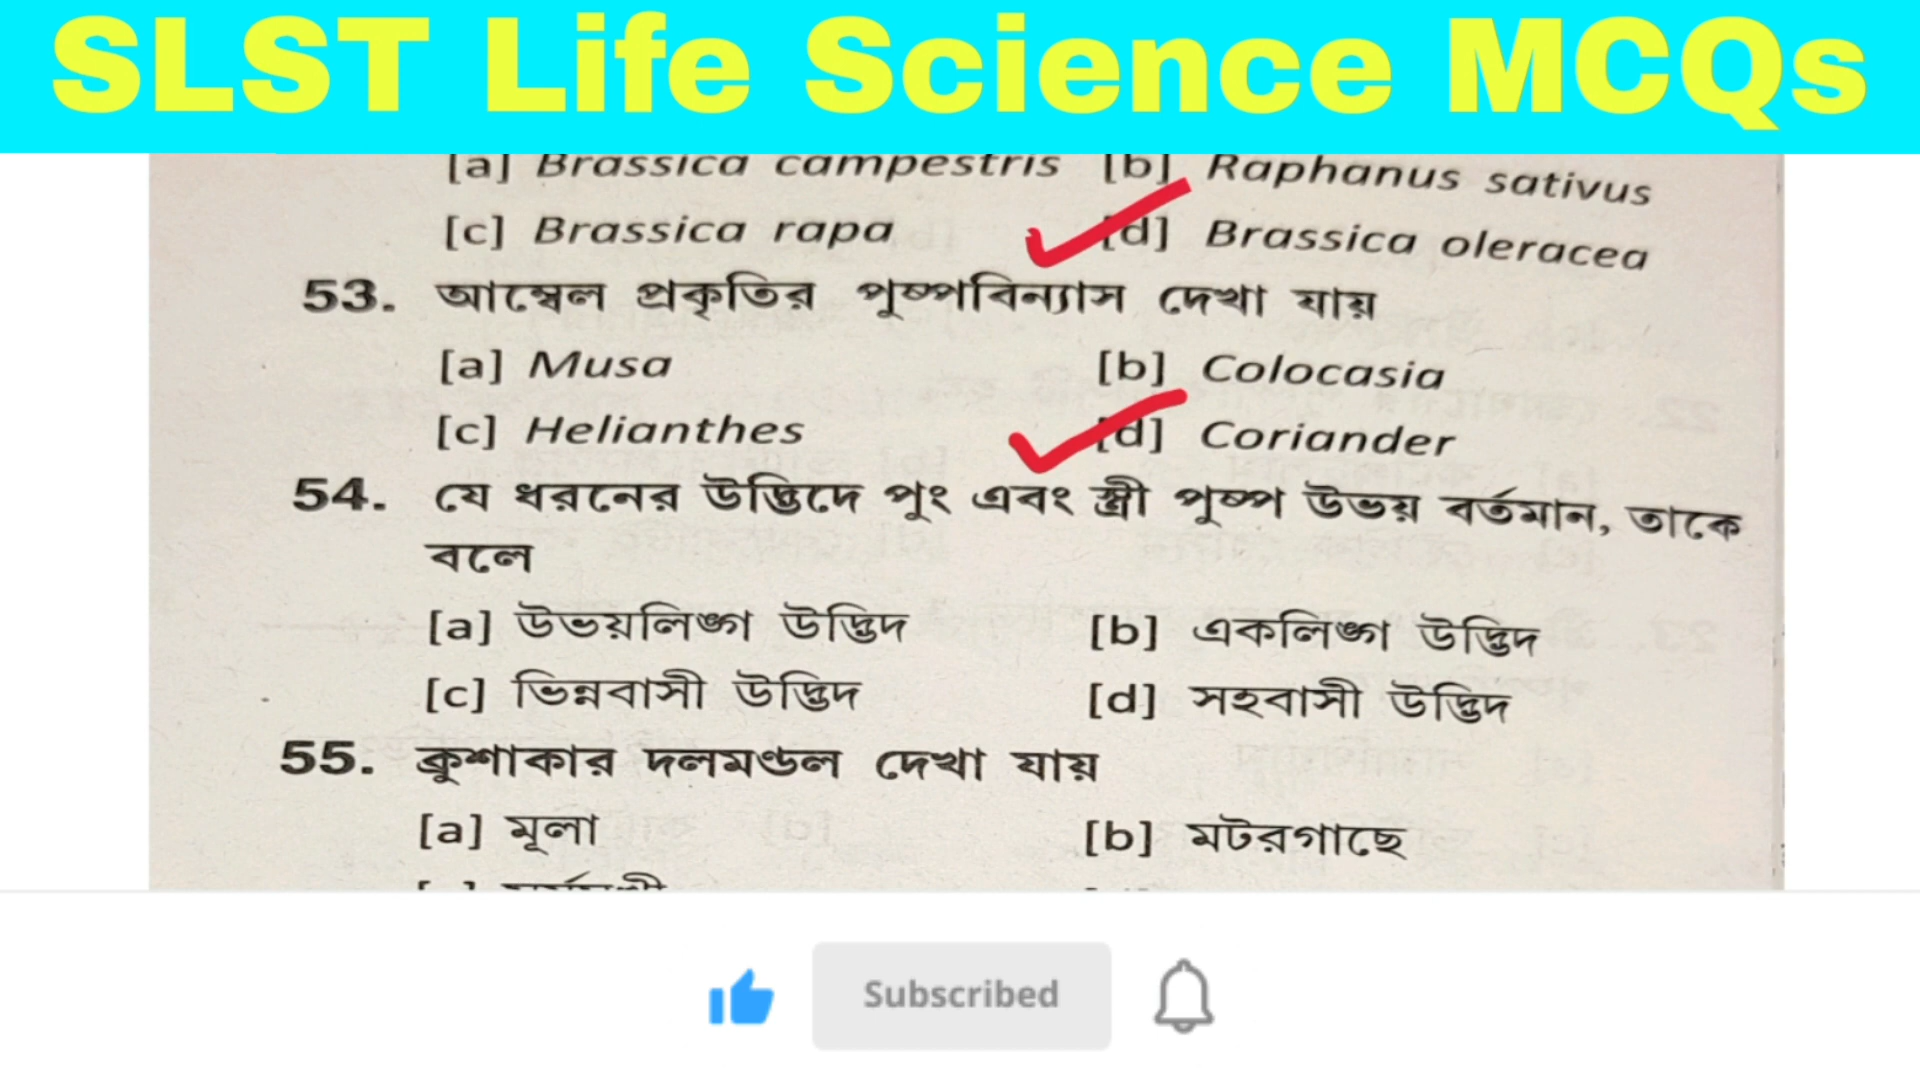 SLST Life Science MCQs
[a] Brassica campestris [b] Raphanus sativus
[c] Brassica rapa [d] Brassica oleracea
53. আম্বেল প্রকৃতির পুষ্পবিন্যাস দেখা যায়
[a] Musa [b] Colocasia
[c] Helianthes [d] Coriander
54. যে ধরনের উদ্ভিদে পুং এবং স্ত্রী পুষ্প উভয় বর্তমান, তাকে
বলে
[a] উভয়লিঙ্গ উদ্ভিদ [b] একলিঙ্গ উদ্ভিদ
[c] ভিন্নবাসী উদ্ভিদ [d] সহবাসী উদ্ভিদ
55. ক্রুশাকার দলমণ্ডল দেখা যায়
[a] মূলা [b] মটরগাছে
Subscribed